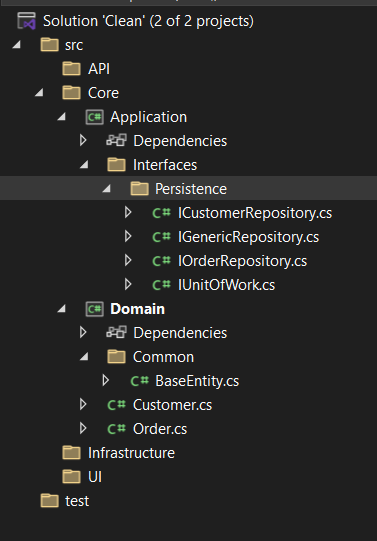 Solution 'Clean' (2 of 2 projects)
src
API
Core
C# Application
Dependencies
Interfaces
Persistence
C# ICustomerRepository.cs
C# IGenericRepository.cs
C# IOrderRepository.cs
C# IUnitOfWork.cs
C# Domain
Dependencies
Common
C# BaseEntity.cs
C# Customer.cs
C# Order.cs
Infrastructure
UI
test